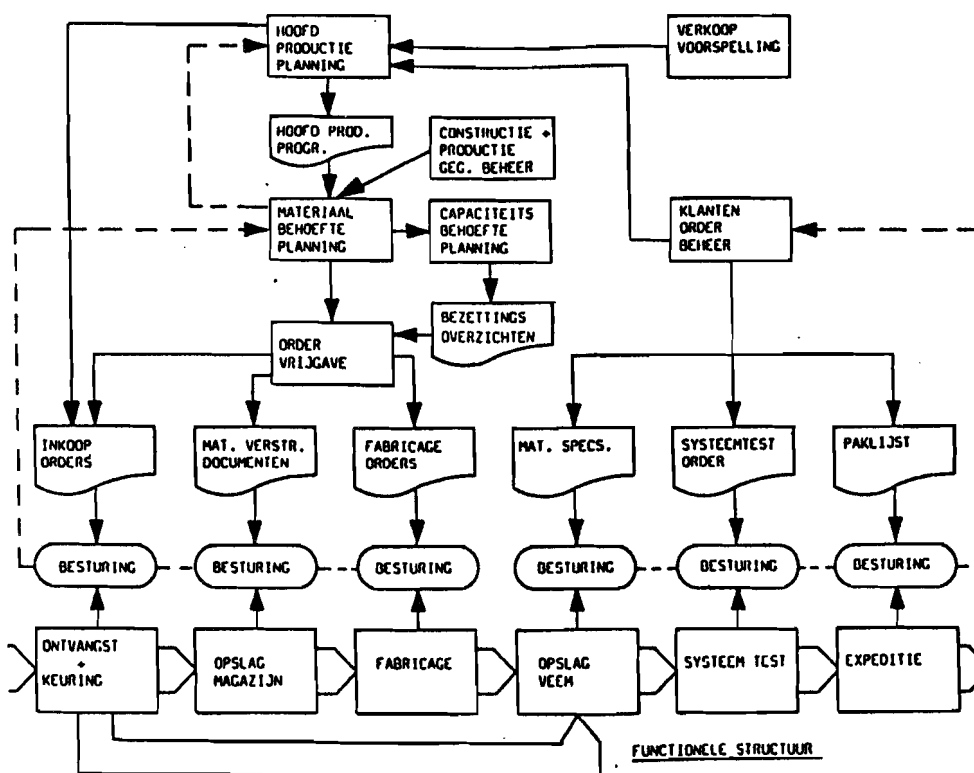 HOOFD
PRODUCTIE
PLANNING
VERKOOP
VOORSPELLING
HOOFD PROD.
PROGR.
CONSTRUCTIE +
PRODUCTIE
GEG. BEHEER
MATERIAAL
BEHOEFTE
PLANNING
CAPACITEITS
BEHOEFTE
PLANNING
KLANTEN
ORDER
BEHEER
ORDER
VRIJGAVE
BEZETTINGS
OVERZICHTEN
INKOOP
ORDERS
MAT. VERSTR.
DOCUMENTEN
FABRICAGE
ORDERS
MAT. SPECS.
SYSTEEMTEST
ORDER
PAKLIJST
BESTURING
BESTURING
BESTURING
BESTURING
BESTURING
BESTURING
ONTVANGST
+
KEURING
OPSLAG
MAGAZIJN
FABRICAGE
OPSLAG
VEEM
SYSTEEM TEST
EXPEDITIE
FUNCTIONELE STRUCTUUR